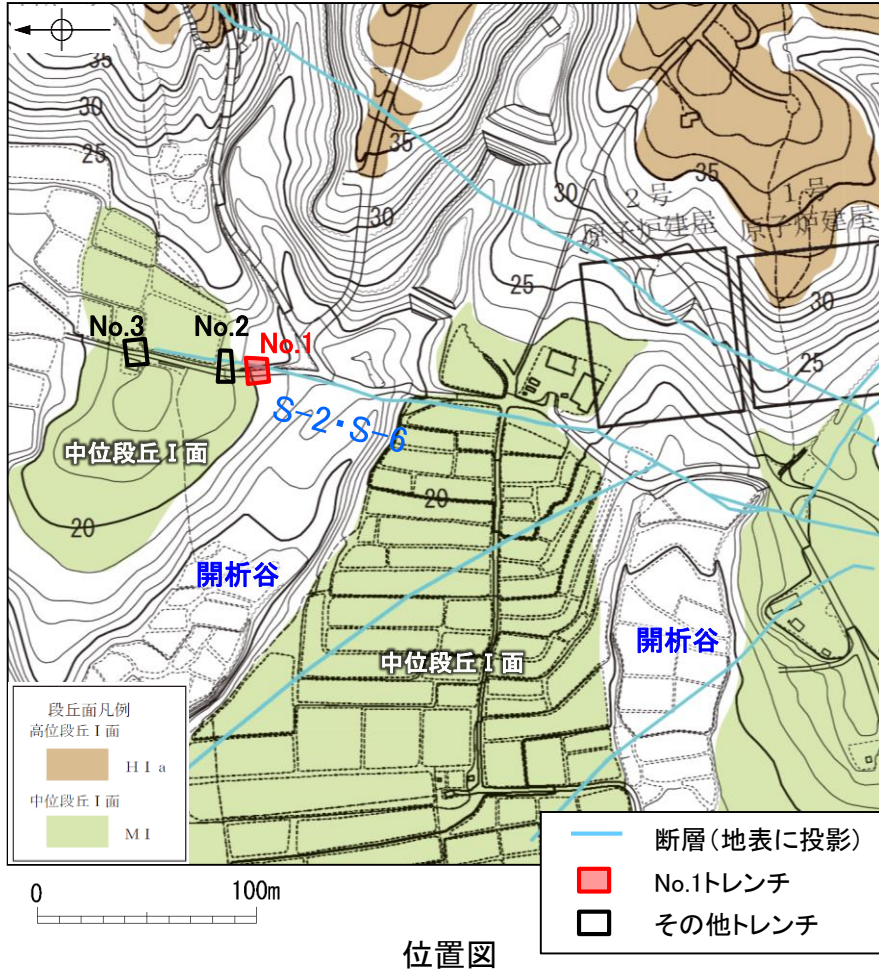 35
30
25
35
30
30
35
2号
原子炉建屋
1号
原子炉建屋
25
30
25
No.3
No.2
No.1
S-2・S-6
中位段丘Ⅰ面
20
20
開析谷
開析谷
中位段丘Ⅰ面
段丘面凡例
高位段丘Ⅰ面
HⅠa
中位段丘Ⅰ面
MⅠ
断層(地表に投影)
No.1トレンチ
その他トレンチ
0 100m
位置図